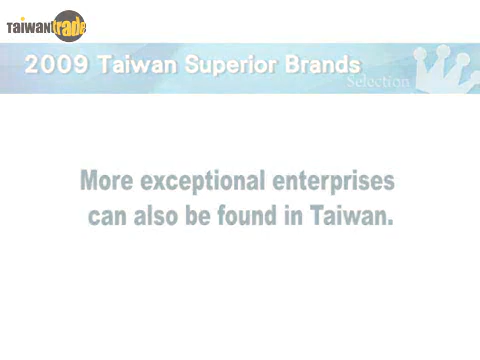 TaiwanTrade
2009 Taiwan Superior Brands
Selection
More exceptional enterprises
can also be found in Taiwan.